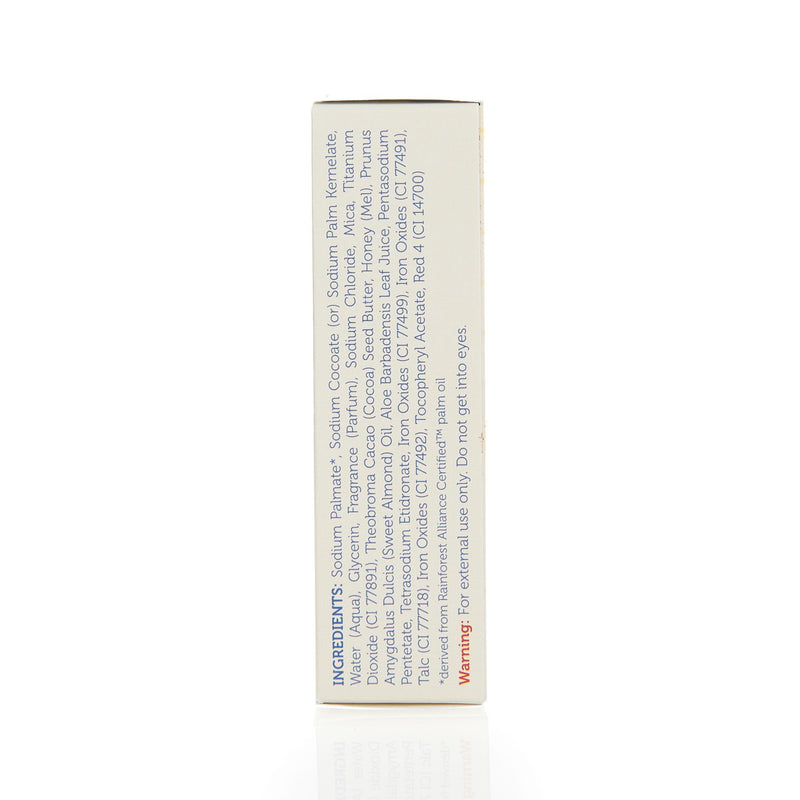 INGREDIENTS: Sodium Palmate*, Sodium Cocoate (or) Sodium Palm Kernelate,
Water (Aqua), Glycerin, Fragrance (Parfum), Sodium Chloride, Mica, Titanium
Dioxide (CI 77891), Theobroma Cacao (Cocoa) Seed Butter, Honey (Mel), Prunus
Amygdalus Dulcis (Sweet Almond) Oil, Aloe Barbadensis Leaf Juice, Pentasodium
Pentetate, Tetrasodium Etidronate, Iron Oxides (CI 77499), Iron Oxides (CI 77491),
Talc (CI 77718), Iron Oxides (CI 77492), Tocopheryl Acetate, Red 4 (CI 14700)
*derived from Rainforest Alliance Certified™ palm oil
Warning: For external use only. Do not get into eyes.